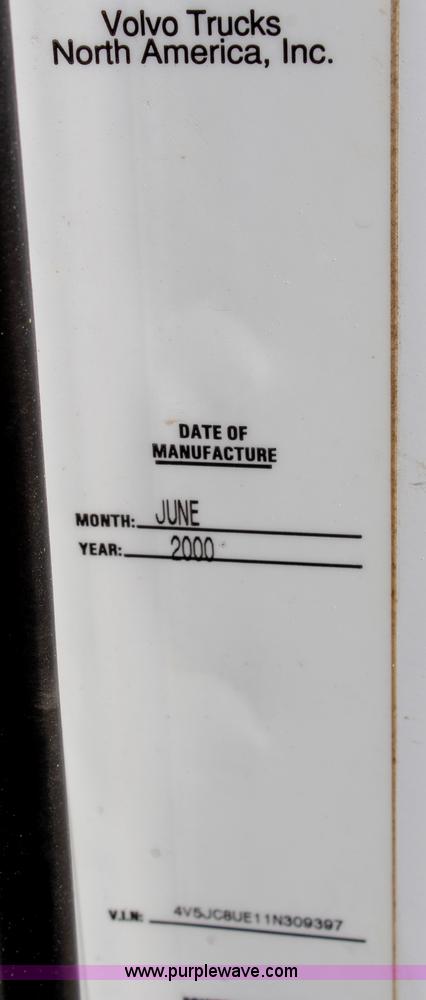 Volvo Trucks
North America, Inc.
DATE OF
MANUFACTURE
MONTH: JUNE
YEAR: 2000
V.I.N: 4V5JC8UE11N309397
www.purplewave.com